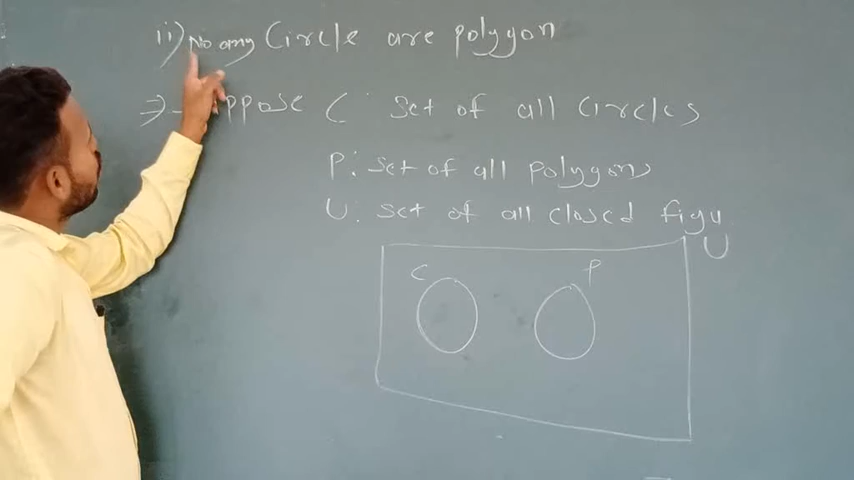 ii) No any Circle are polygon
⇒ ppose C set of all circles
P: set of all polygons
U: set of all closed figu
U
C P